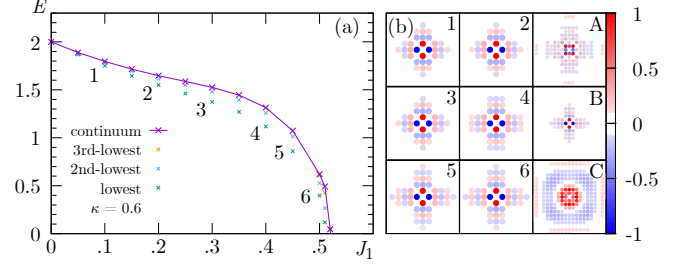 E
(a)
2
1.5
1
0.5
0
0
.1
.2
.3
.4
.5
J₁
1
2
3
4
5
6
continuum
3rd-lowest
2nd-lowest
lowest
κ = 0.6
(b)
1
2
A
3
4
B
5
6
C
1
0.5
0
-0.5
-1